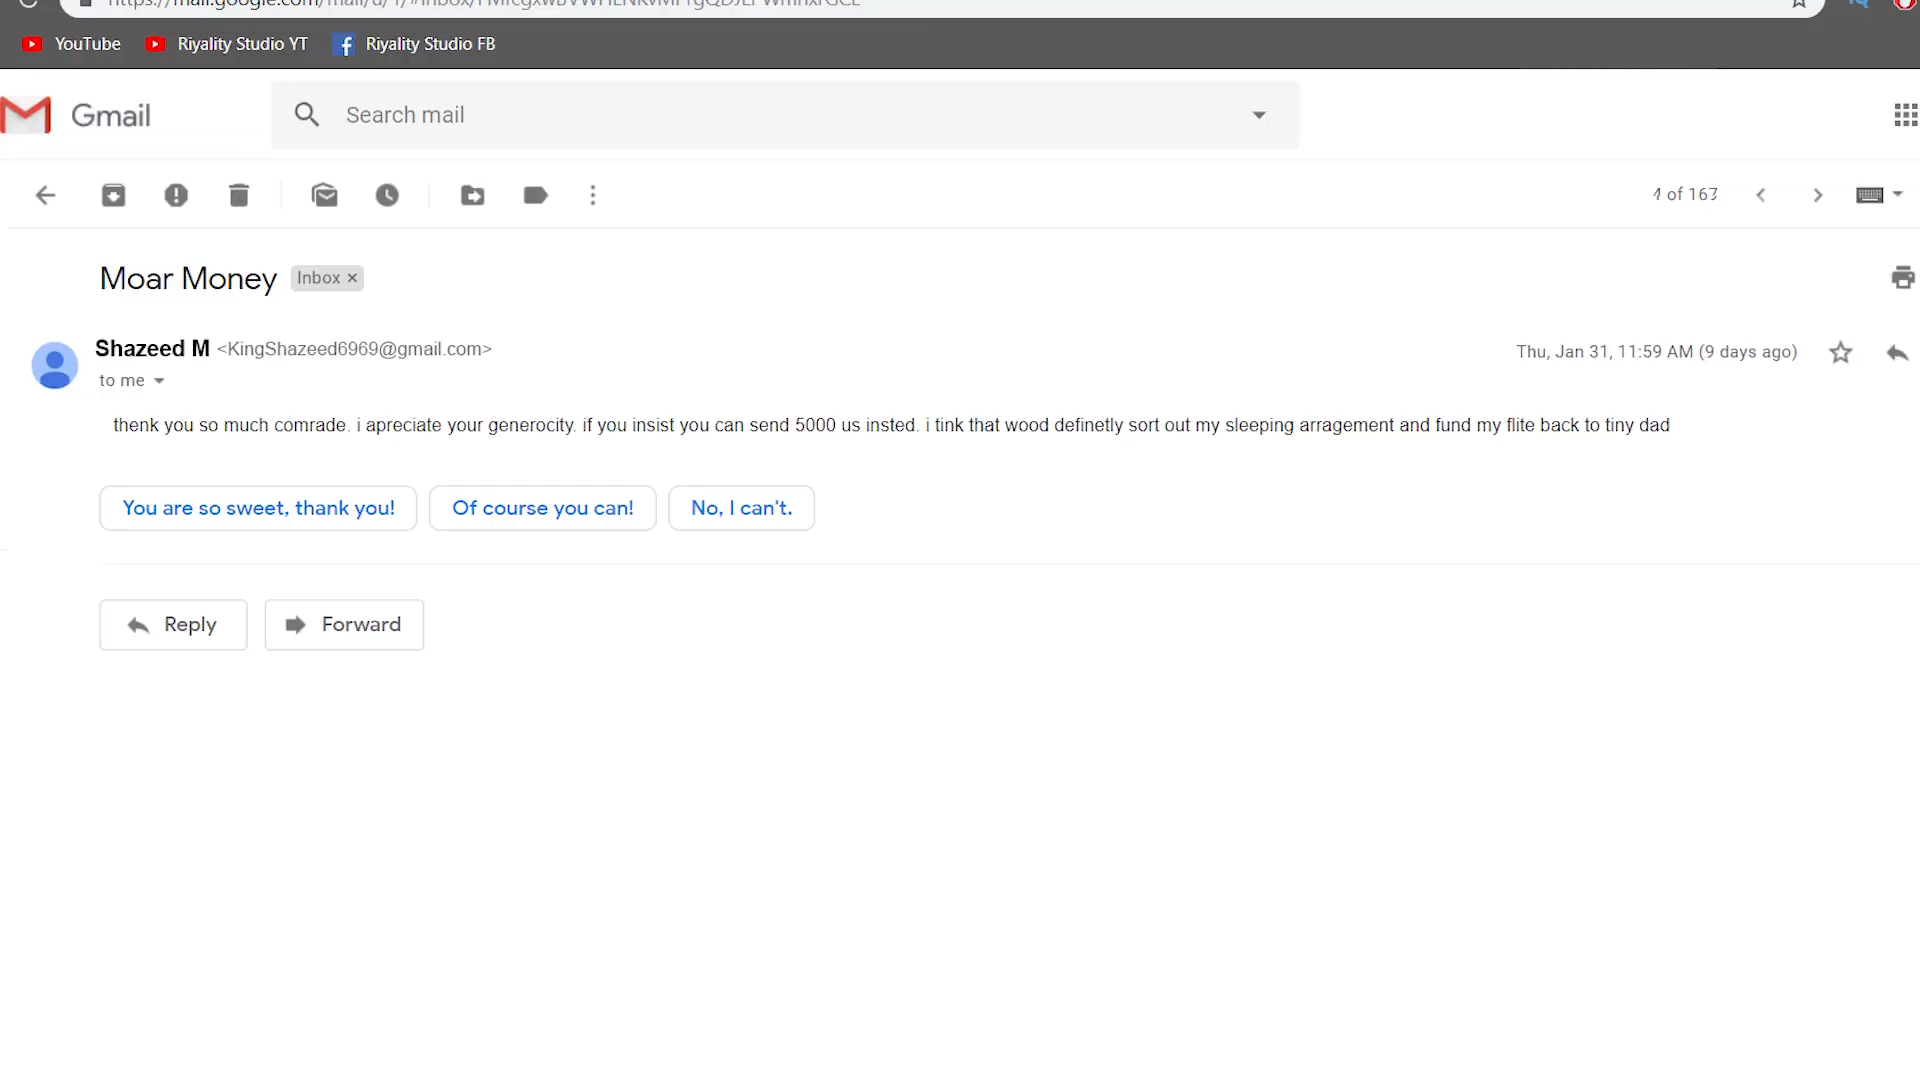 YouTube Riyality Studio YT Riyality Studio FB
Gmail Search mail
4 of 167
Moar Money Inbox ×
Shazeed M <KingShazeed6969@gmail.com> Thu, Jan 31, 11:59 AM (9 days ago)
to me
thenk you so much comrade. i apreciate your generocity. if you insist you can send 5000 us insted. i tink that wood definetly sort out my sleeping arragement and fund my flite back to tiny dad
You are so sweet, thank you! Of course you can! No, I can't.
Reply Forward